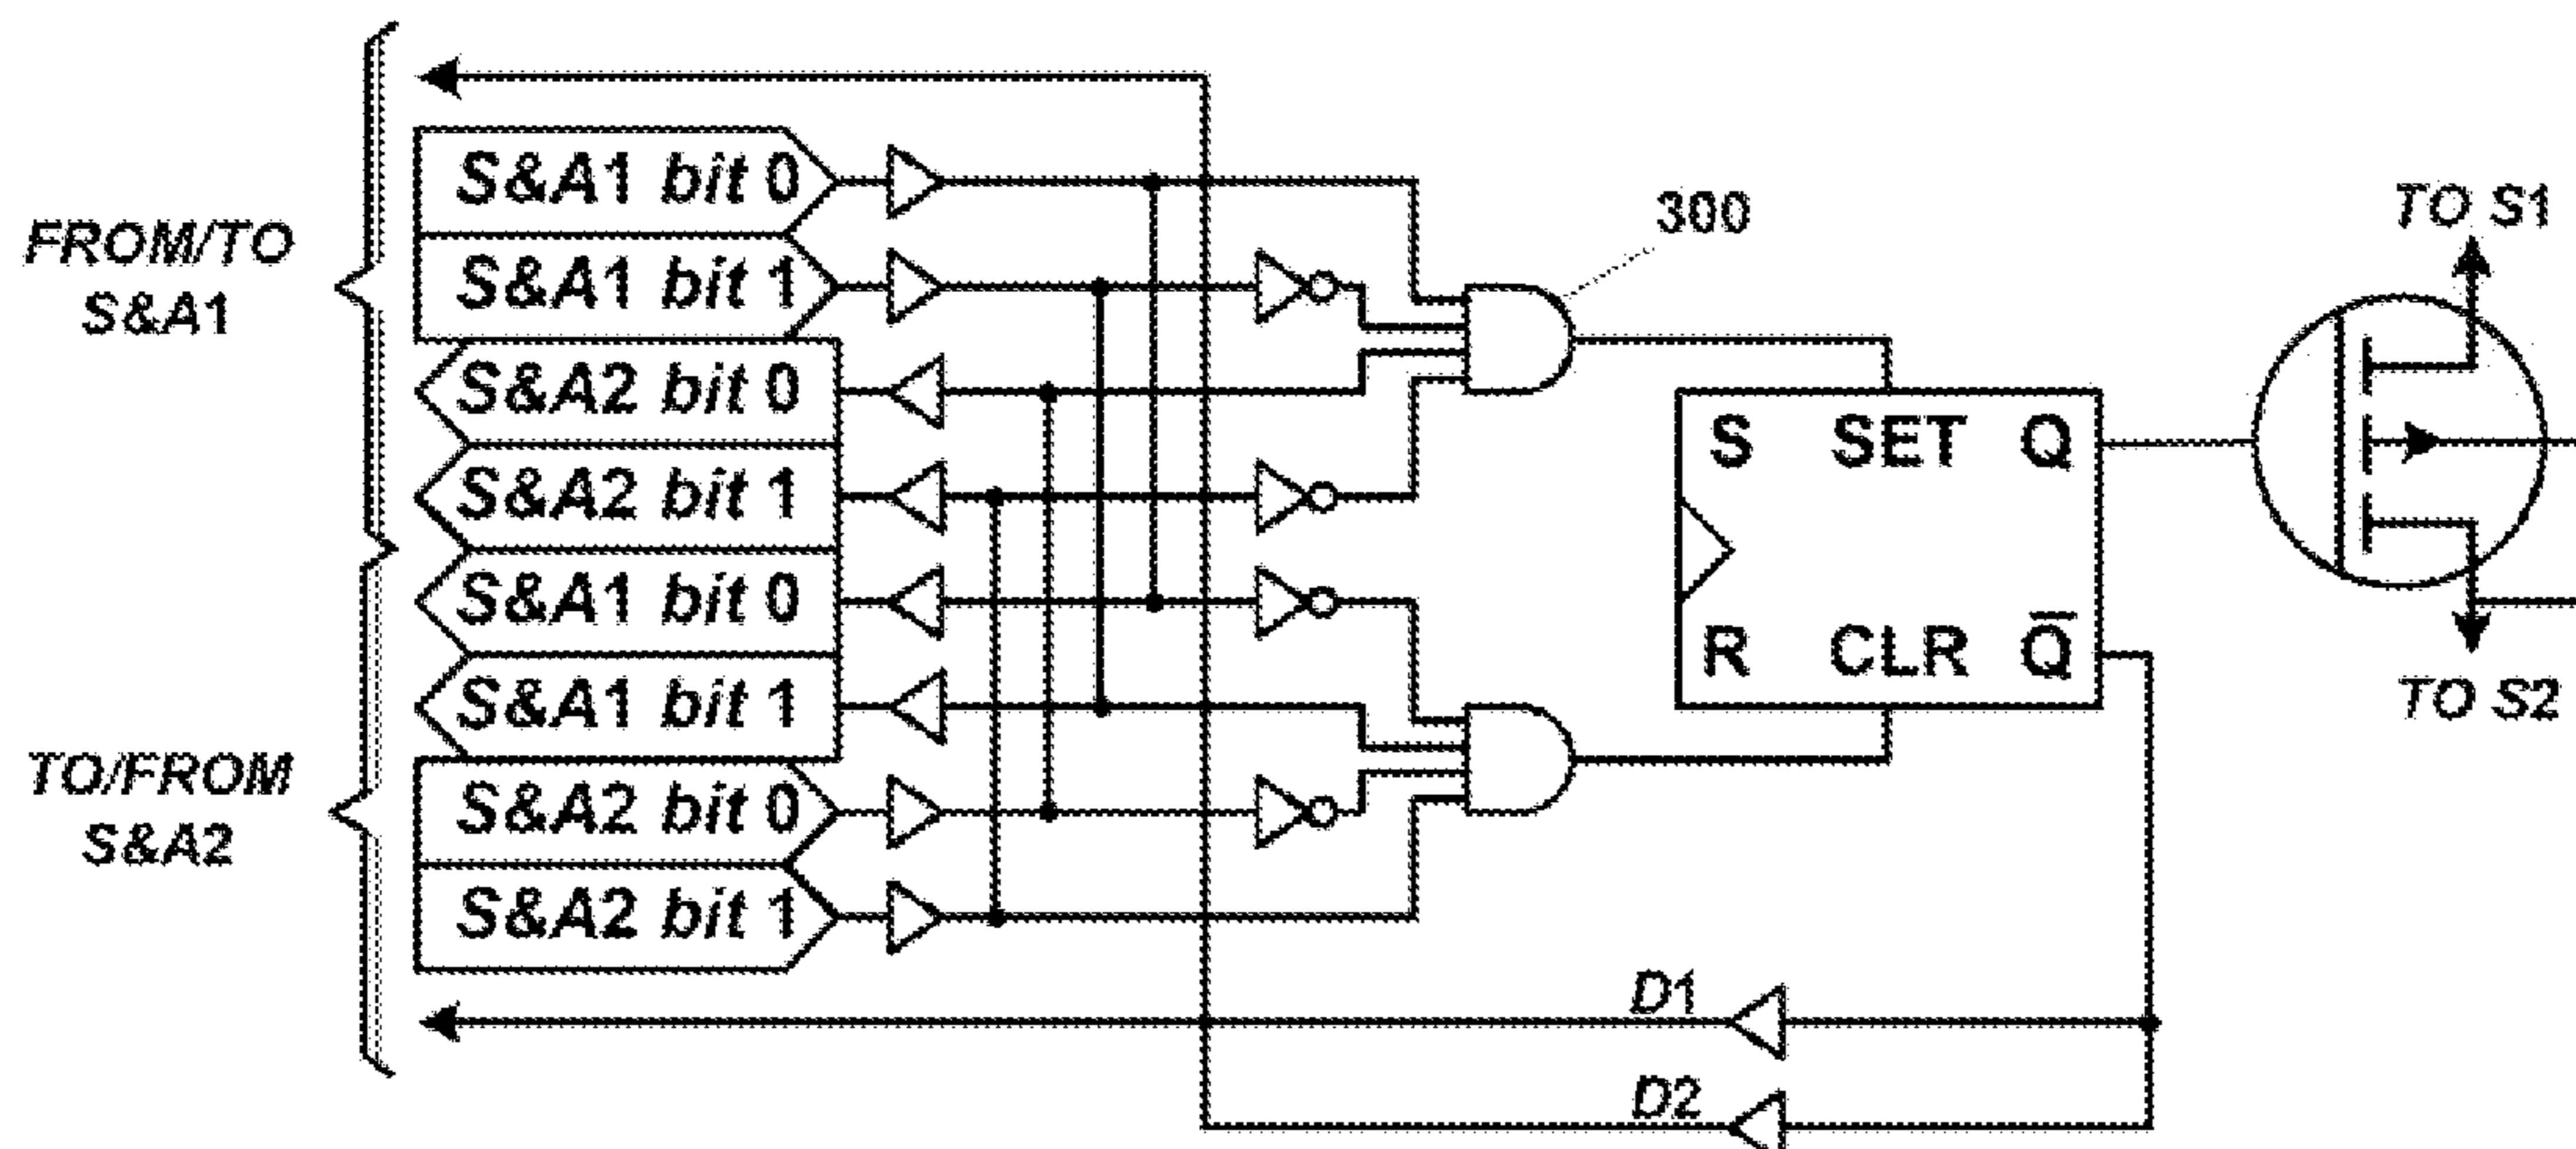 FROM/TO
S&A1
TO/FROM
S&A2
S&A1 bit 0
S&A1 bit 1
S&A2 bit 0
S&A2 bit 1
S&A1 bit 0
S&A1 bit 1
S&A2 bit 0
S&A2 bit 1
300
S SET Q
R CLR Q̅
TO S1
TO S2
D1
D2